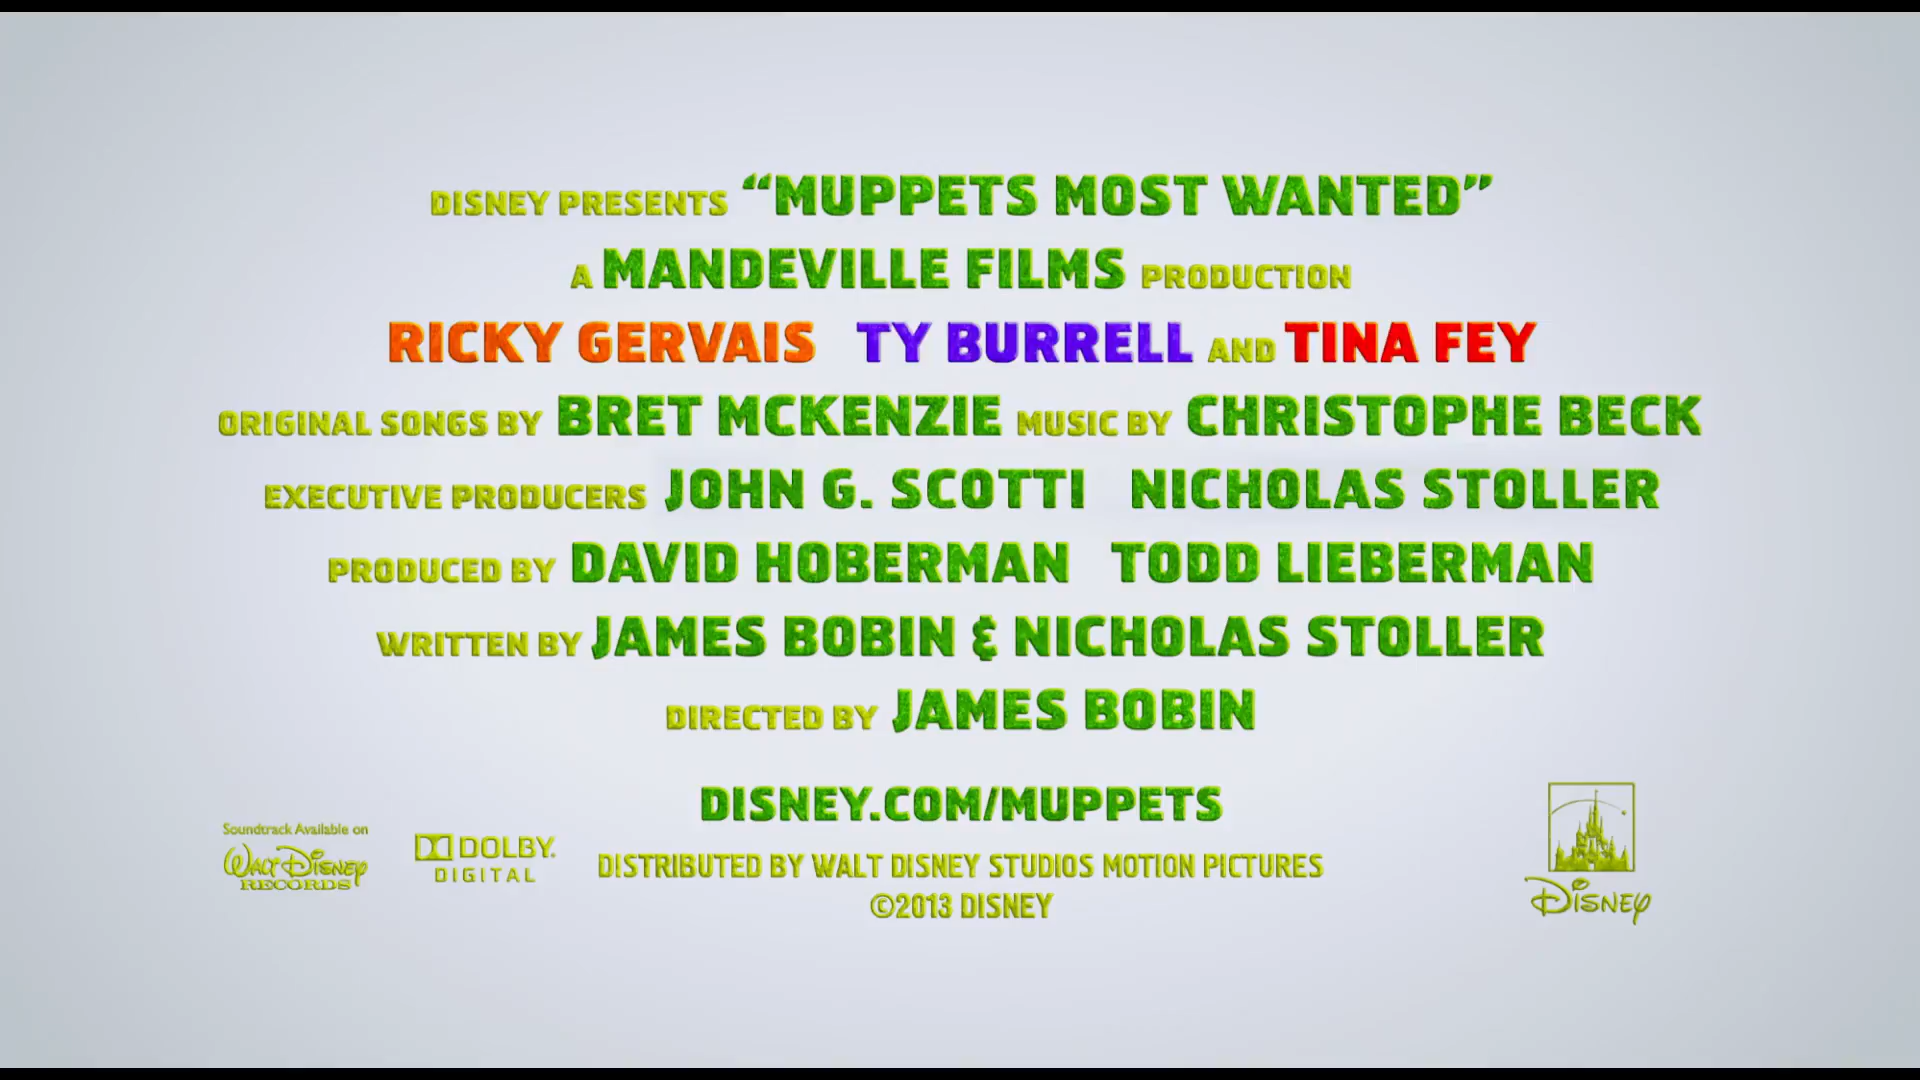 DISNEY PRESENTS “MUPPETS MOST WANTED”
A MANDEVILLE FILMS PRODUCTION
RICKY GERVAIS TY BURRELL AND TINA FEY
ORIGINAL SONGS BY BRET MCKENZIE MUSIC BY CHRISTOPHE BECK
EXECUTIVE PRODUCERS JOHN G. SCOTTI NICHOLAS STOLLER
PRODUCED BY DAVID HOBERMAN TODD LIEBERMAN
WRITTEN BY JAMES BOBIN & NICHOLAS STOLLER
DIRECTED BY JAMES BOBIN
DISNEY.COM/MUPPETS
Soundtrack Available on
WALT DISNEY
RECORDS
DOLBY.
DIGITAL
DISTRIBUTED BY WALT DISNEY STUDIOS MOTION PICTURES
©2013 DISNEY
DISNEY